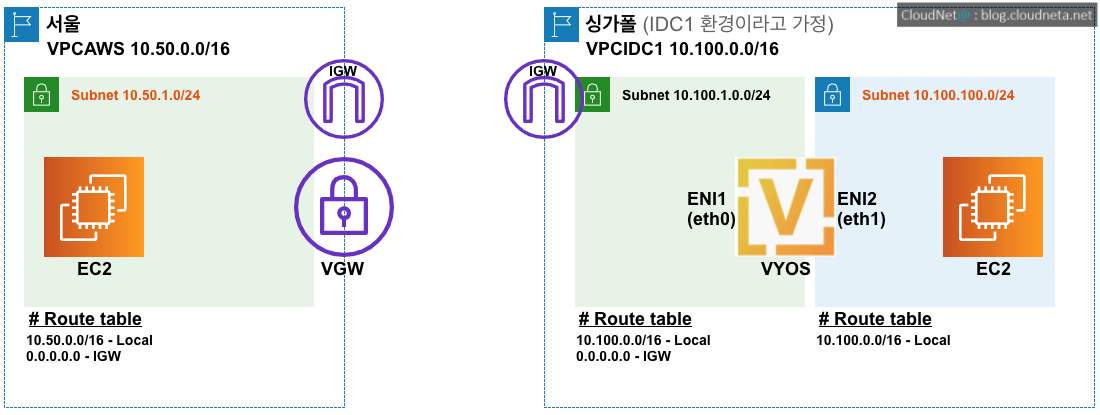 서울
VPCAWS 10.50.0.0/16
IGW
Subnet 10.50.1.0/24
EC2
VGW
# Route table
10.50.0.0/16 - Local
0.0.0.0.0 - IGW
CloudNet@ : blog.cloudneta.net
싱가폴 (IDC1 환경이라고 가정)
VPCIDC1 10.100.0.0/16
IGW
Subnet 10.100.1.0.0/24
Subnet 10.100.100.0/24
ENI1
(eth0)
V
ENI2
(eth1)
VYOS
EC2
# Route table
10.100.0.0/16 - Local
0.0.0.0.0 - IGW
# Route table
10.100.0.0/16 - Local